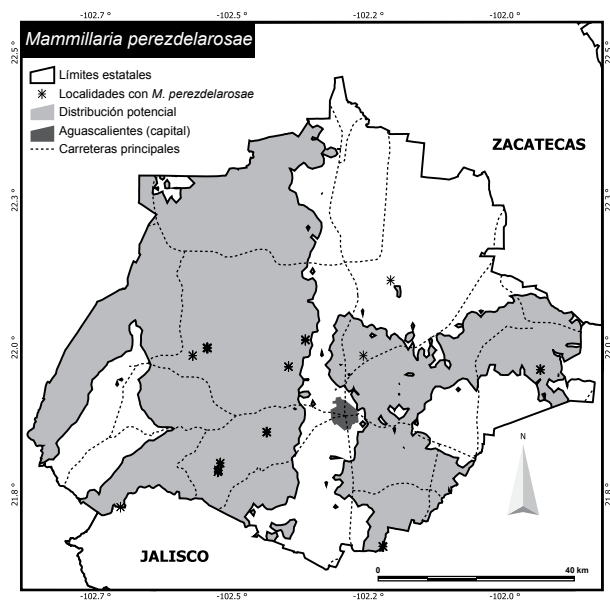 -102.7 °
-102.5 °
-102.2 °
-102.0 °
Mammillaria perezdelarosae
Límites estatales
Localidades con M. perezdelarosae
Distribución potencial
Aguascalientes (capital)
Carreteras principales
ZACATECAS
22.5 °
22.5 °
22.3 °
22.3 °
22.0 °
22.0 °
21.8 °
21.8 °
N
JALISCO
0
40 km
-102.7 °
-102.5 °
-102.2 °
-102.0 °